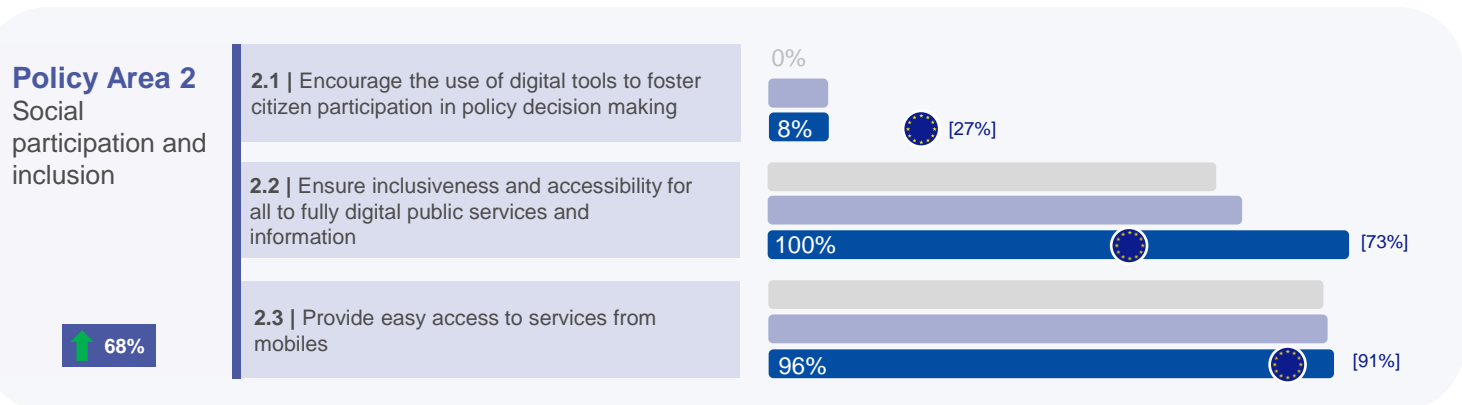 Policy Area 2
Social
participation and
inclusion
68%
2.1 | Encourage the use of digital tools to foster
citizen participation in policy decision making
0%
8%
[27%]
2.2 | Ensure inclusiveness and accessibility for
all to fully digital public services and
information
100%
[73%]
2.3 | Provide easy access to services from
mobiles
96%
[91%]